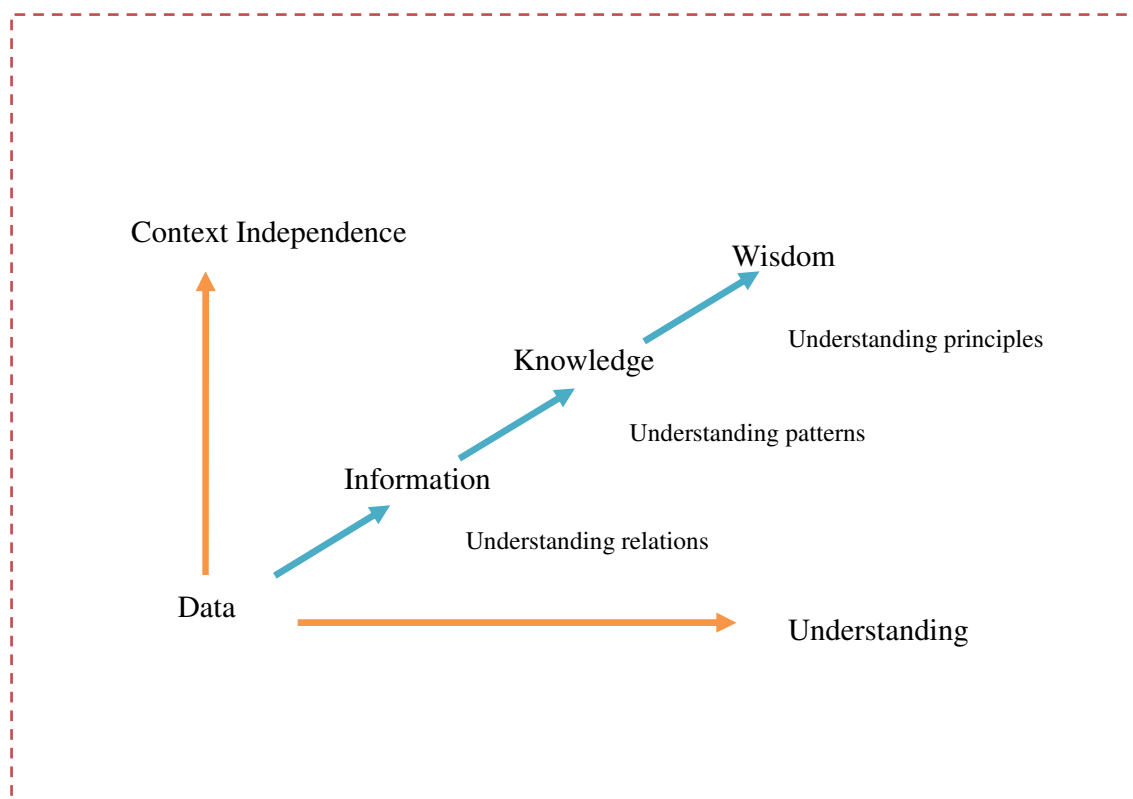 Context Independence
Wisdom
Understanding principles
Knowledge
Understanding patterns
Information
Understanding relations
Data
Understanding